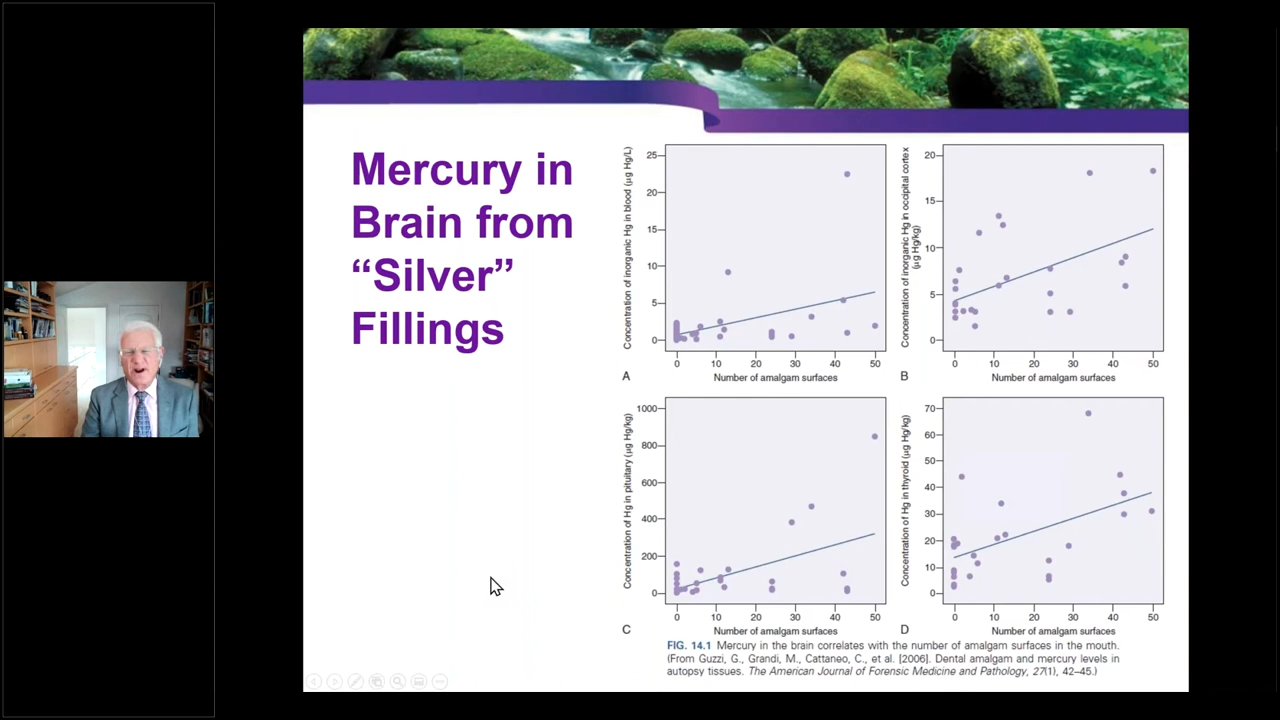 Mercury in
Brain from
“Silver”
Fillings
Concentration of inorganic Hg in blood (µg Hg/L)
25
20
15
10
5
0
0 10 20 30 40 50
A
Number of amalgam surfaces
Concentration of inorganic Hg in occipital cortex
(µg Hg/kg)
20
15
10
5
0
0 10 20 30 40 50
B
Number of amalgam surfaces
Concentration of Hg in pituitary (µg Hg/kg)
1000
800
600
400
200
0
0 10 20 30 40 50
C
Number of amalgam surfaces
Concentration of Hg in thyroid (µg Hg/kg)
70
60
50
40
30
20
10
0
0 10 20 30 40 50
D
Number of amalgam surfaces
FIG. 14.1 Mercury in the brain correlates with the number of amalgam surfaces in the mouth.
(From Guzzi, G., Grandi, M., Cattaneo, C., et al. [2006]. Dental amalgam and mercury levels in
autopsy tissues. The American Journal of Forensic Medicine and Pathology, 27(1), 42–45.)